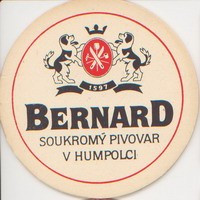 1597
BERNARD
SOUKROMÝ PIVOVAR
V HUMPOLCI